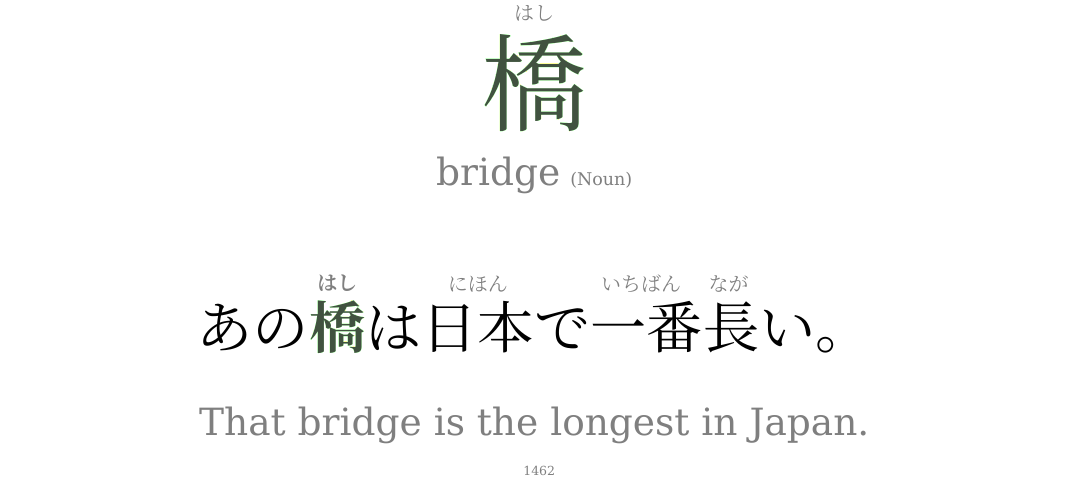 はし
橋
bridge (Noun)
はし にほん いちばん なが
あの橋は日本で一番長い。
That bridge is the longest in Japan.
1462